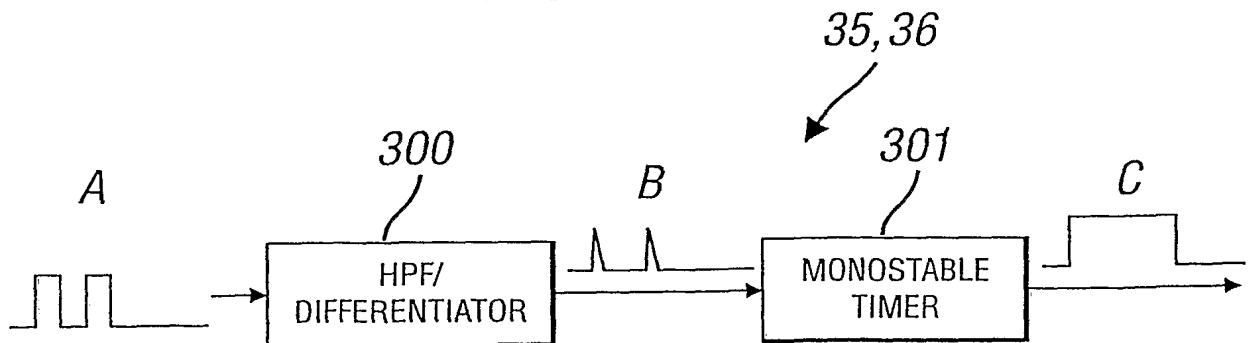 35, 36
300
301
A
B
C
HPF/
DIFFERENTIATOR
MONOSTABLE
TIMER